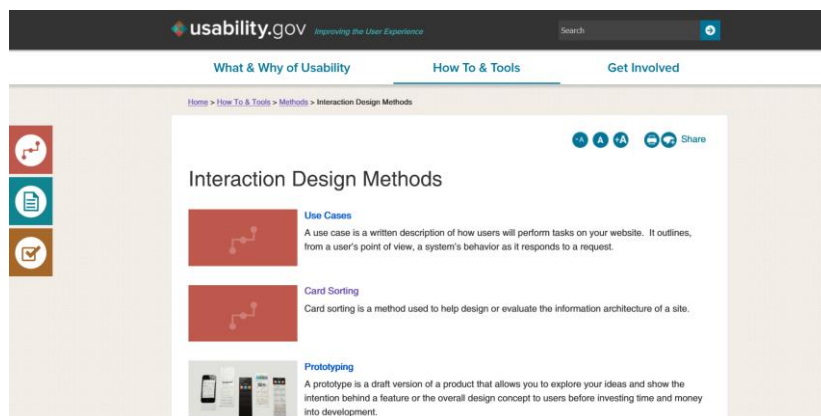 usability.gov Improving the User Experience
Search
What & Why of Usability
How To & Tools
Get Involved
Home > How To & Tools > Methods > Interaction Design Methods
-A A +A Share
Interaction Design Methods
Use Cases
A use case is a written description of how users will perform tasks on your website. It outlines,
from a user's point of view, a system's behavior as it responds to a request.
Card Sorting
Card sorting is a method used to help design or evaluate the information architecture of a site.
Prototyping
A prototype is a draft version of a product that allows you to explore your ideas and show the
intention behind a feature or the overall design concept to users before investing time and money
into development.